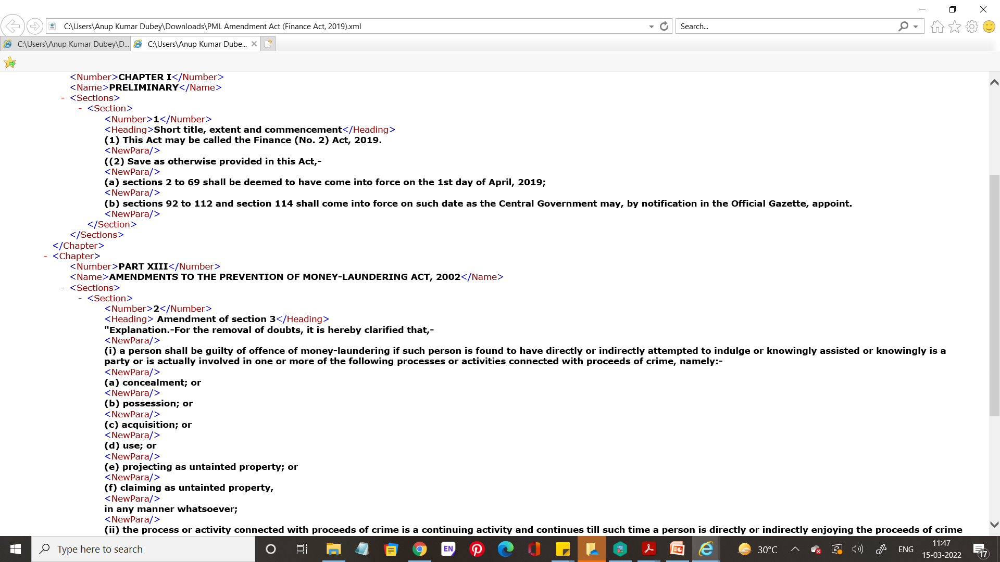 C:\Users\Anup Kumar Dubey\Downloads\PML Amendment Act (Finance Act, 2019).xml
Search...
C:\Users\Anup Kumar Dubey\D...
C:\Users\Anup Kumar Dube...
<Number>CHAPTER I</Number>
<Name>PRELIMINARY</Name>
- <Sections>
- <Section>
<Number>1</Number>
<Heading>Short title, extent and commencement</Heading>
(1) This Act may be called the Finance (No. 2) Act, 2019.
<NewPara/>
((2) Save as otherwise provided in this Act,-
<NewPara/>
(a) sections 2 to 69 shall be deemed to have come into force on the 1st day of April, 2019;
<NewPara/>
(b) sections 92 to 112 and section 114 shall come into force on such date as the Central Government may, by notification in the Official Gazette, appoint.
<NewPara/>
</Section>
</Sections>
</Chapter>
- <Chapter>
<Number>PART XIII</Number>
<Name>AMENDMENTS TO THE PREVENTION OF MONEY-LAUNDERING ACT, 2002</Name>
- <Sections>
- <Section>
<Number>2</Number>
<Heading> Amendment of section 3</Heading>
"Explanation.-For the removal of doubts, it is hereby clarified that,-
<NewPara/>
(i) a person shall be guilty of offence of money-laundering if such person is found to have directly or indirectly attempted to indulge or knowingly assisted or knowingly is a
party or is actually involved in one or more of the following processes or activities connected with proceeds of crime, namely:-
<NewPara/>
(a) concealment; or
<NewPara/>
(b) possession; or
<NewPara/>
(c) acquisition; or
<NewPara/>
(d) use; or
<NewPara/>
(e) projecting as untainted property; or
<NewPara/>
(f) claiming as untainted property,
<NewPara/>
in any manner whatsoever;
<NewPara/>
(ii) the process or activity connected with proceeds of crime is a continuing activity and continues till such time a person is directly or indirectly enjoying the proceeds of crime
Type here to search
EN
30°C
ENG
11:47
15-03-2022
17